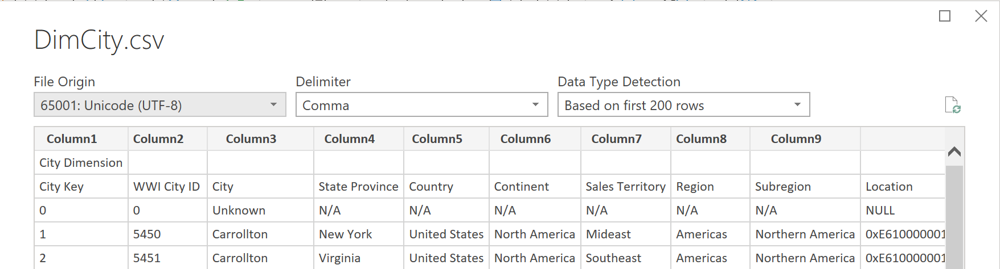 DimCity.csv
File Origin Delimiter Data Type Detection
65001: Unicode (UTF-8) Comma Based on first 200 rows
Column1 Column2 Column3 Column4 Column5 Column6 Column7 Column8 Column9
City Dimension
City Key WWI City ID City State Province Country Continent Sales Territory Region Subregion Location
0 0 Unknown N/A N/A N/A N/A N/A N/A NULL
1 5450 Carrollton New York United States North America Mideast Americas Northern America 0xE610000001
2 5451 Carrollton Virginia United States North America Southeast Americas Northern America 0xE610000001